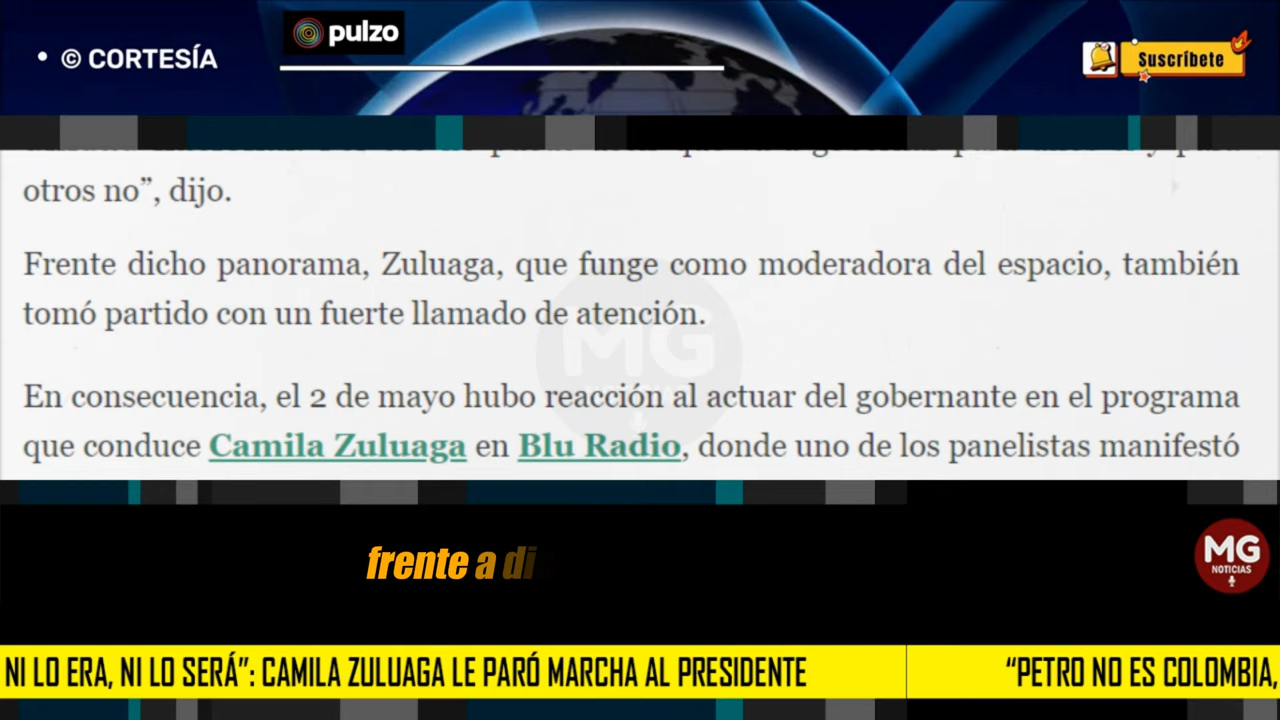 • © CORTESÍA
pulzo
Suscríbete
otros no”, dijo.
Frente dicho panorama, Zuluaga, que funge como moderadora del espacio, también
tomó partido con un fuerte llamado de atención.
En consecuencia, el 2 de mayo hubo reacción al actuar del gobernante en el programa
que conduce Camila Zuluaga en Blu Radio, donde uno de los panelistas manifestó
MG
NOTICIAS
frente a di
MG
NOTICIAS
NI LO ERA, NI LO SERÁ”: CAMILA ZULUAGA LE PARÓ MARCHA AL PRESIDENTE
“PETRO NO ES COLOMBIA,